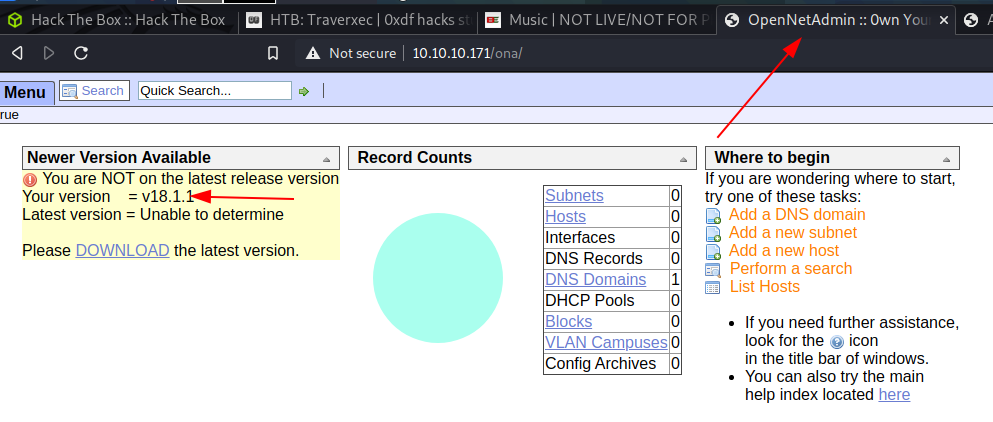 Hack The Box :: Hack The Box
HTB: Traverxec | 0xdf hacks st
Music | NOT LIVE/NOT FOR P
OpenNetAdmin :: 0wn You
Not secure | 10.10.10.171/ona/
Menu
Search
Quick Search...
rue
Newer Version Available
You are NOT on the latest release version
Your version = v18.1.1
Latest version = Unable to determine
Please DOWNLOAD the latest version.
Record Counts
Subnets 0
Hosts 0
Interfaces 0
DNS Records 0
DNS Domains 1
DHCP Pools 0
Blocks 0
VLAN Campuses 0
Config Archives 0
Where to begin
If you are wondering where to start,
try one of these tasks:
Add a DNS domain
Add a new subnet
Add a new host
Perform a search
List Hosts
If you need further assistance,
look for the icon
in the title bar of windows.
You can also try the main
help index located here